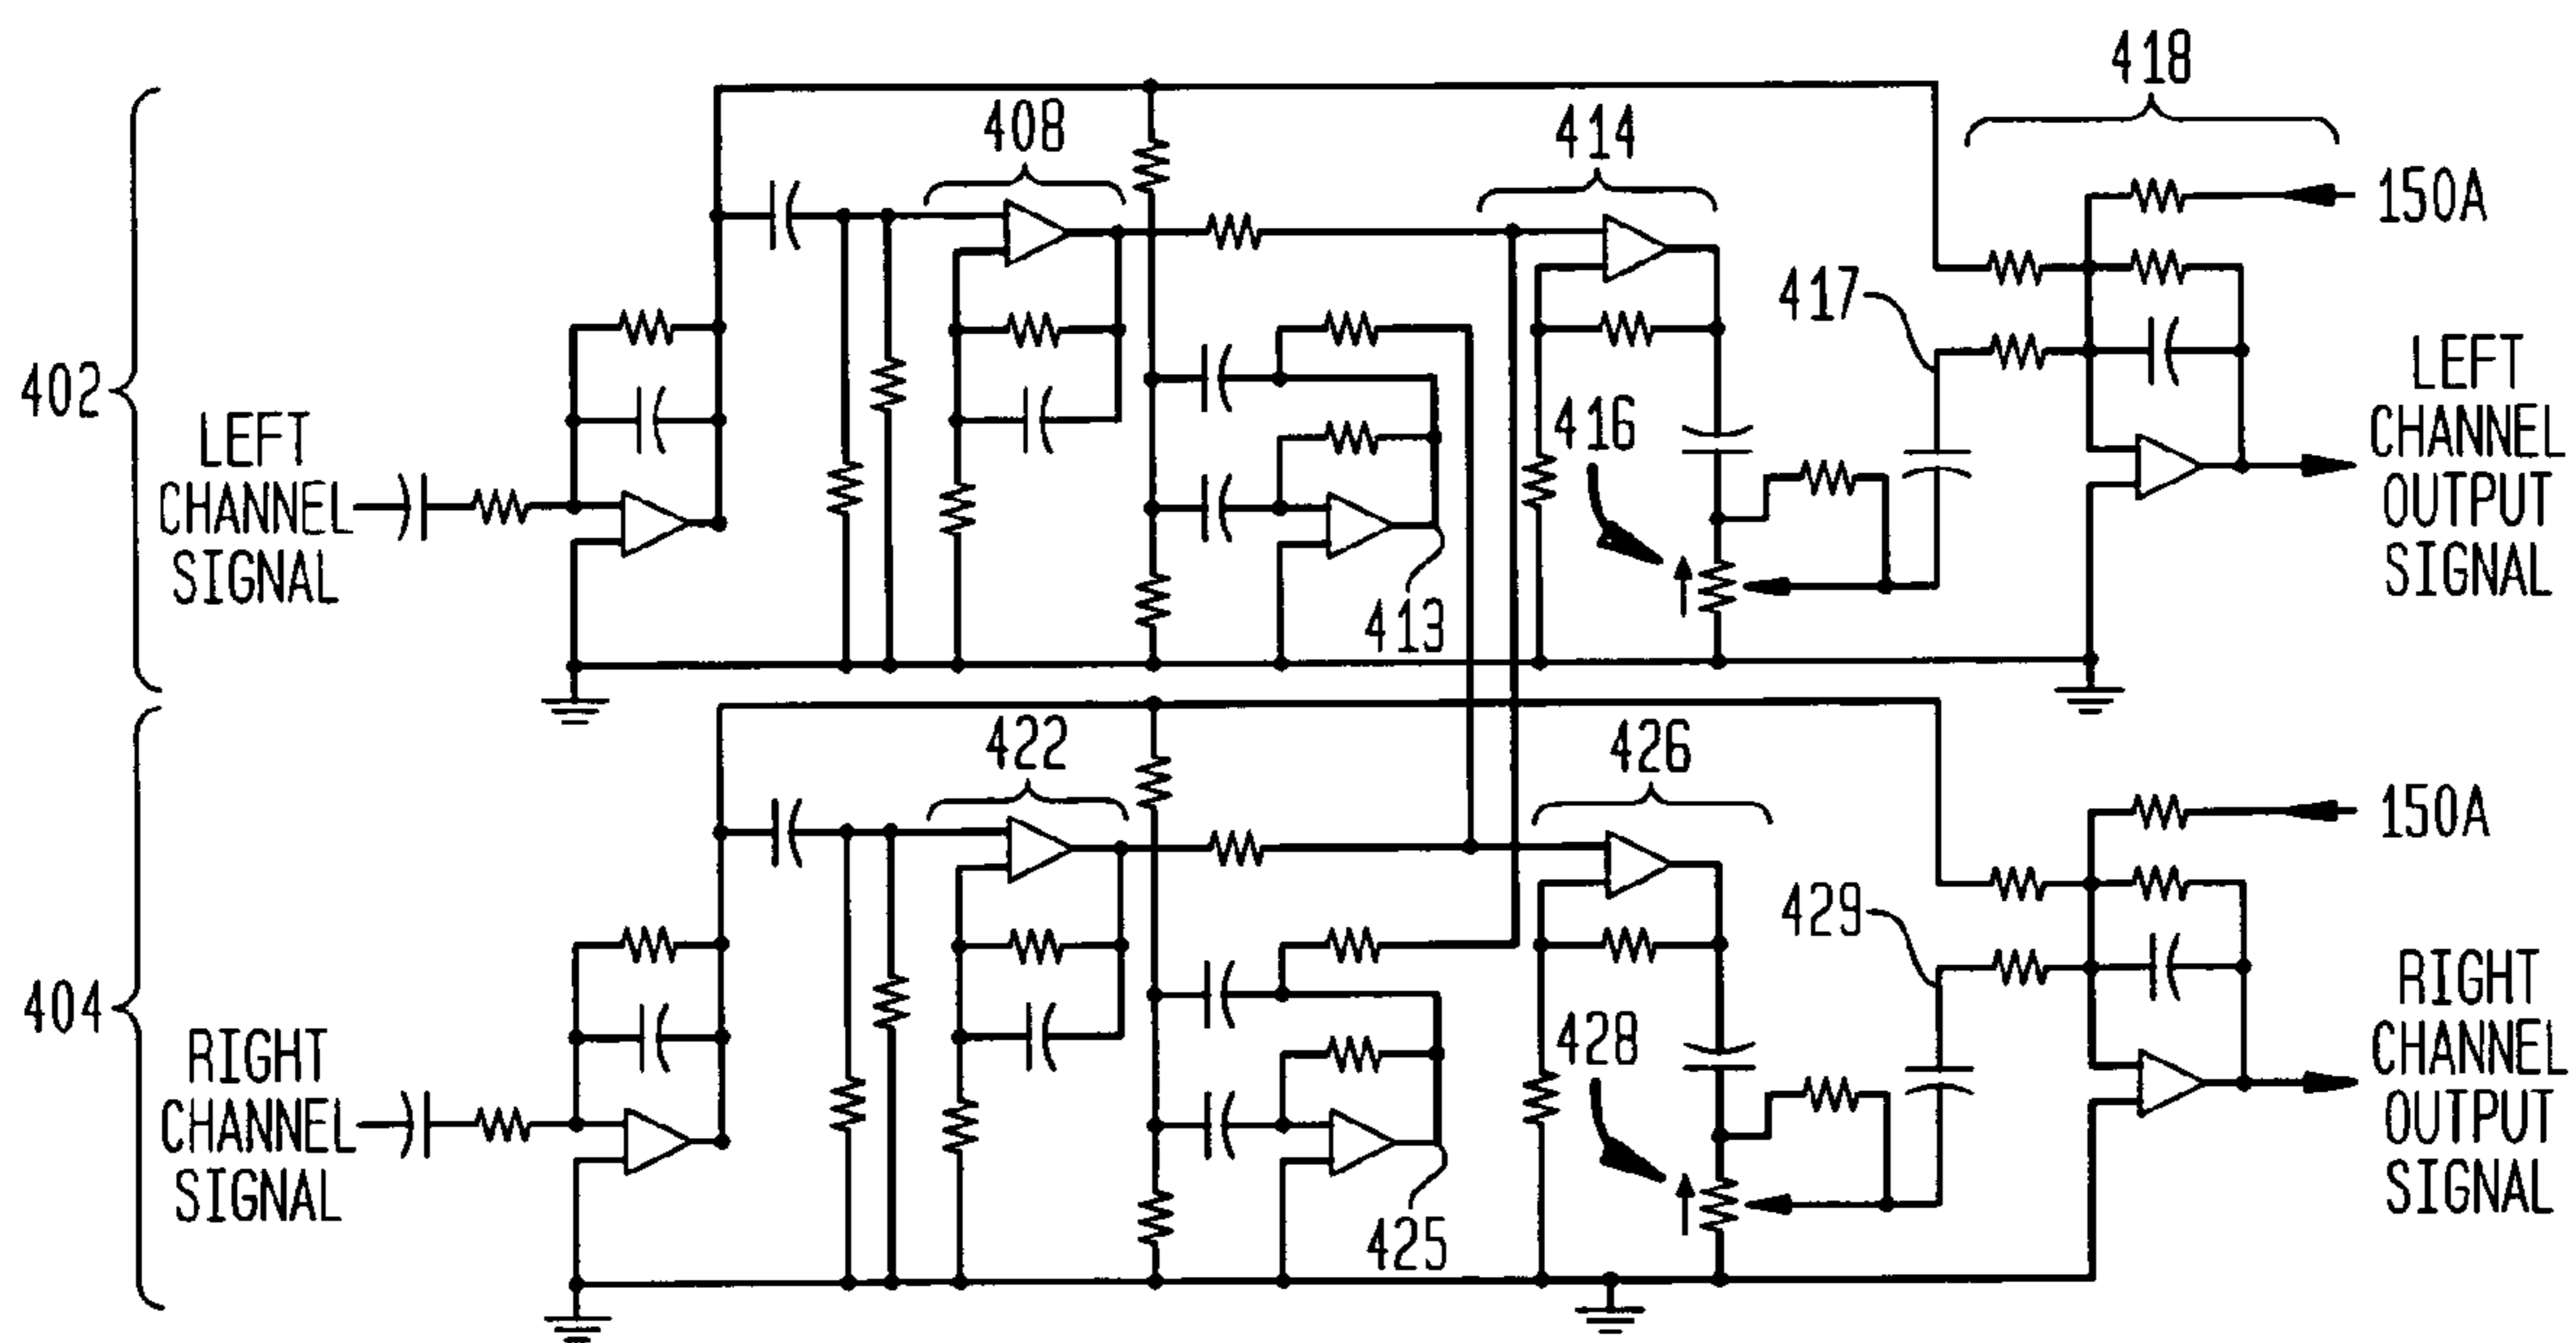 418
408
414
150A
417
402
416
LEFT
CHANNEL
SIGNAL
LEFT
CHANNEL
OUTPUT
SIGNAL
413
422
426
150A
429
404
428
RIGHT
CHANNEL
SIGNAL
RIGHT
CHANNEL
OUTPUT
SIGNAL
425